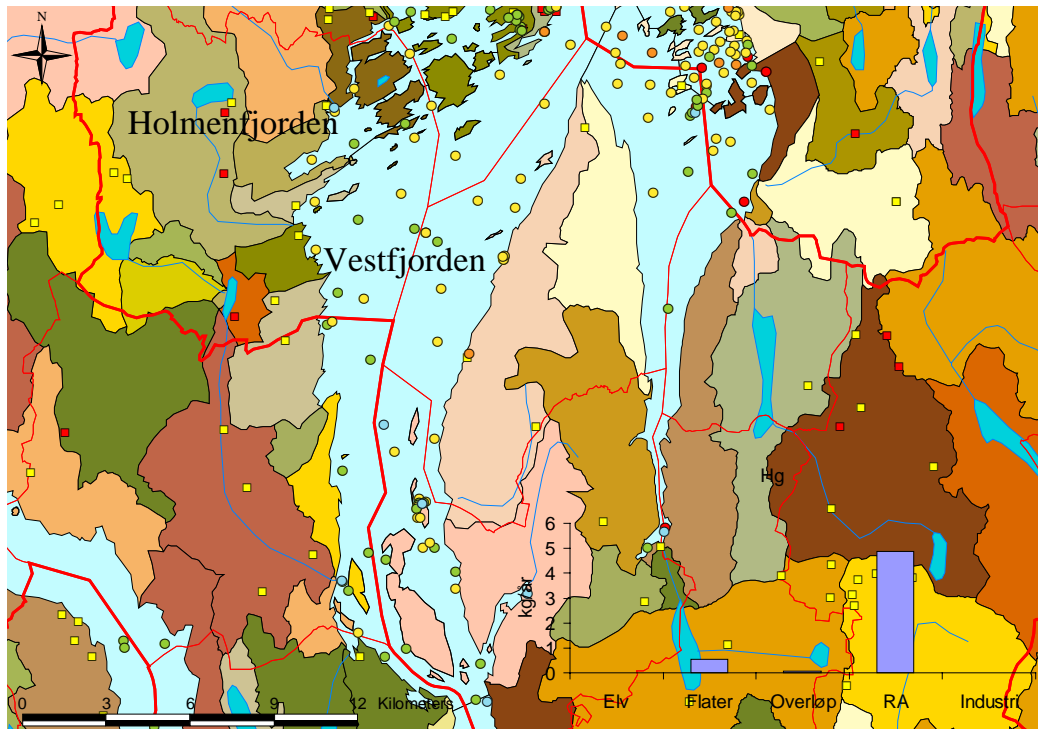 N
Holmenfjorden
Vestfjorden
Hg
6
5
4
3
2
1
0
kg/år
Elv Flater Overløp RA Industri
0 3 6 9 12 Kilometers